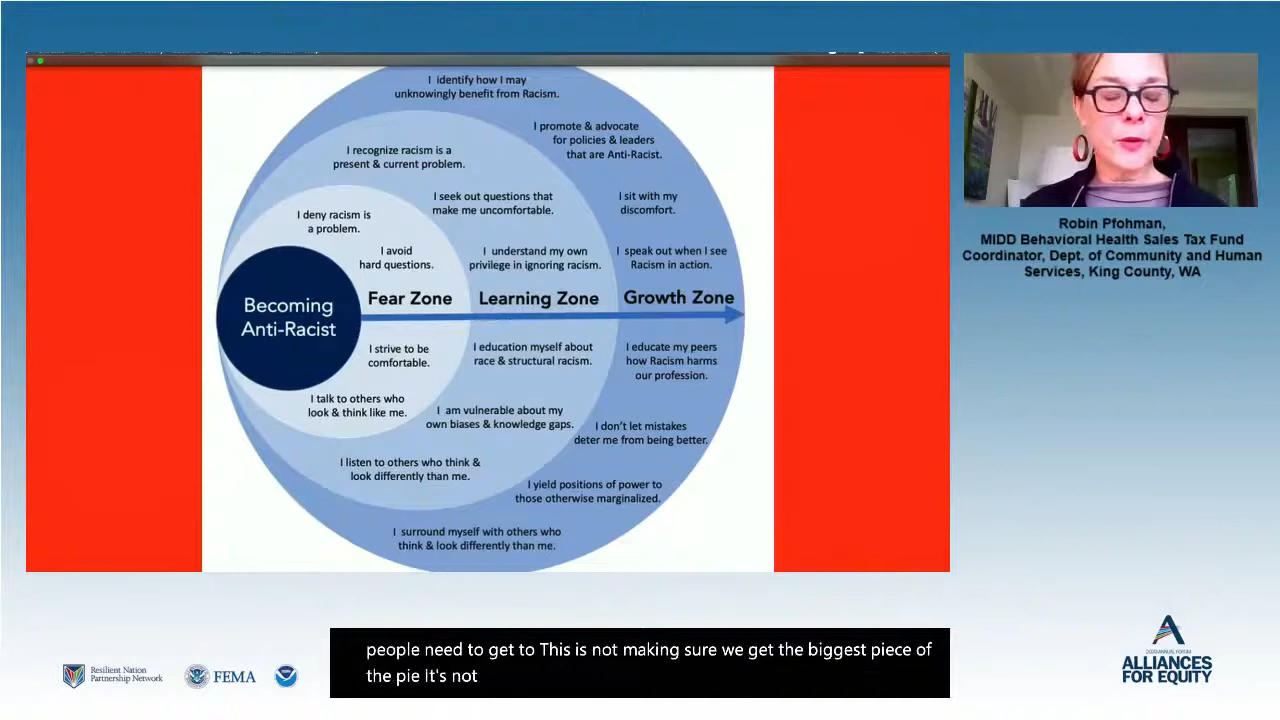 I identify how I may
unknowingly benefit from Racism.
I promote & advocate
for policies & leaders
that are Anti-Racist.
I recognize racism is a
present & current problem.
I seek out questions that
make me uncomfortable.
I sit with my
discomfort.
I deny racism is
a problem.
I avoid
hard questions.
I understand my own
privilege in ignoring racism.
I speak out when I see
Racism in action.
Becoming
Anti-Racist
Fear Zone
Learning Zone
Growth Zone
I strive to be
comfortable.
I education myself about
race & structural racism.
I educate my peers
how Racism harms
our profession.
I talk to others who
look & think like me.
I am vulnerable about my
own biases & knowledge gaps.
I don't let mistakes
deter me from being better.
I listen to others who think &
look differently than me.
I yield positions of power to
those otherwise marginalized.
I surround myself with others who
think & look differently than me.
Robin Pfohman,
MIDD Behavioral Health Sales Tax Fund
Coordinator, Dept. of Community and Human
Services, King County, WA
people need to get to This is not making sure we get the biggest piece of
the pie It's not
Resilient Nation
Partnership Network
FEMA
ALLIANCES
FOR EQUITY